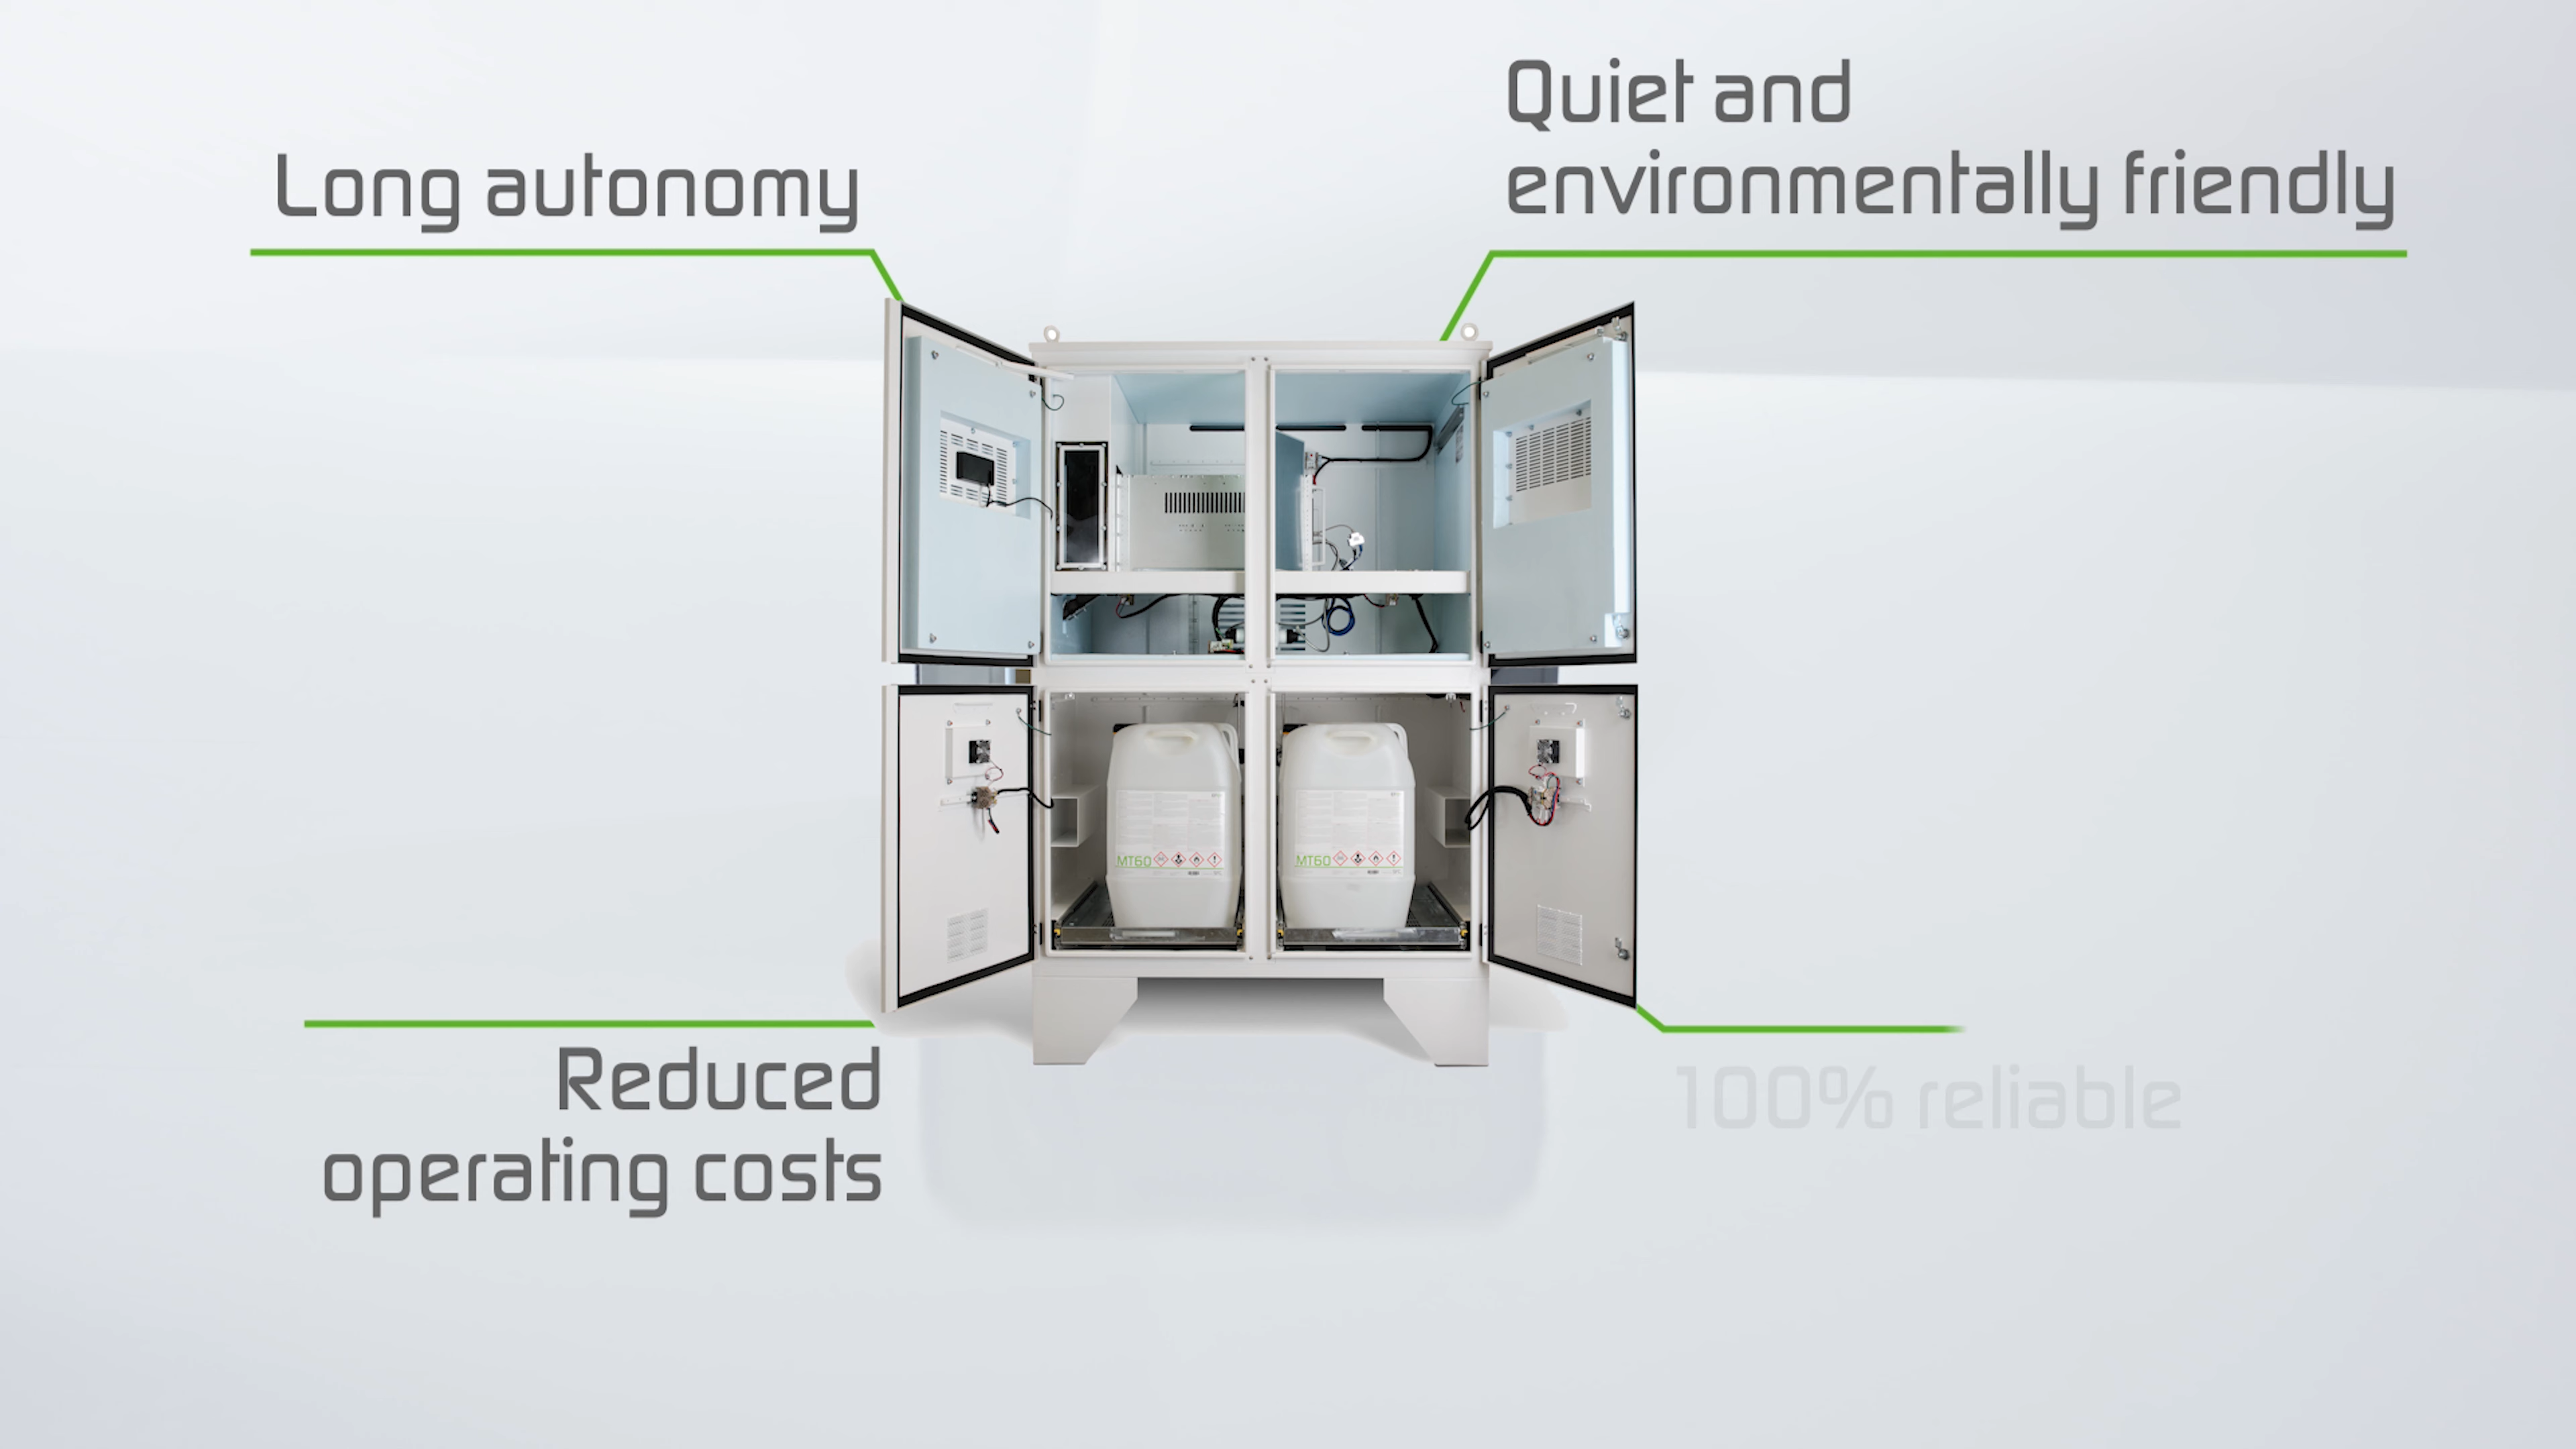 Quiet and
Long autonomy
environmentally friendly
MT60
MT60
Reduced
100% reliable
operating costs